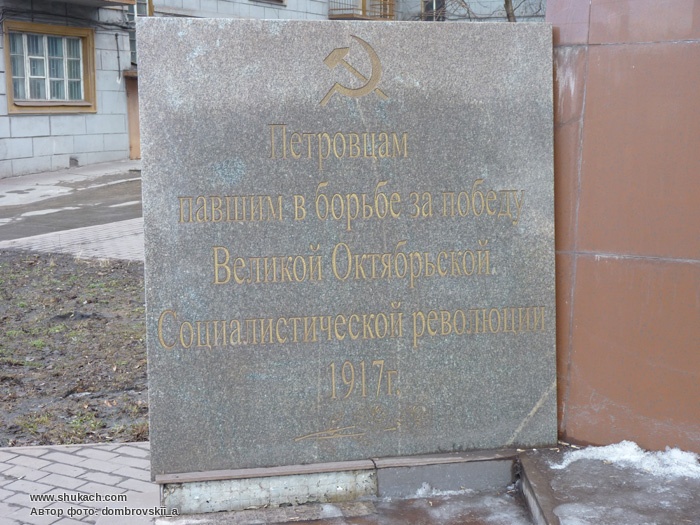 Петровцам
павшим в борьбе за победу
Великой Октябрьской.
Социалистической революции
1917г.
www.shukach.com
Автор фото: dombrovskii_a